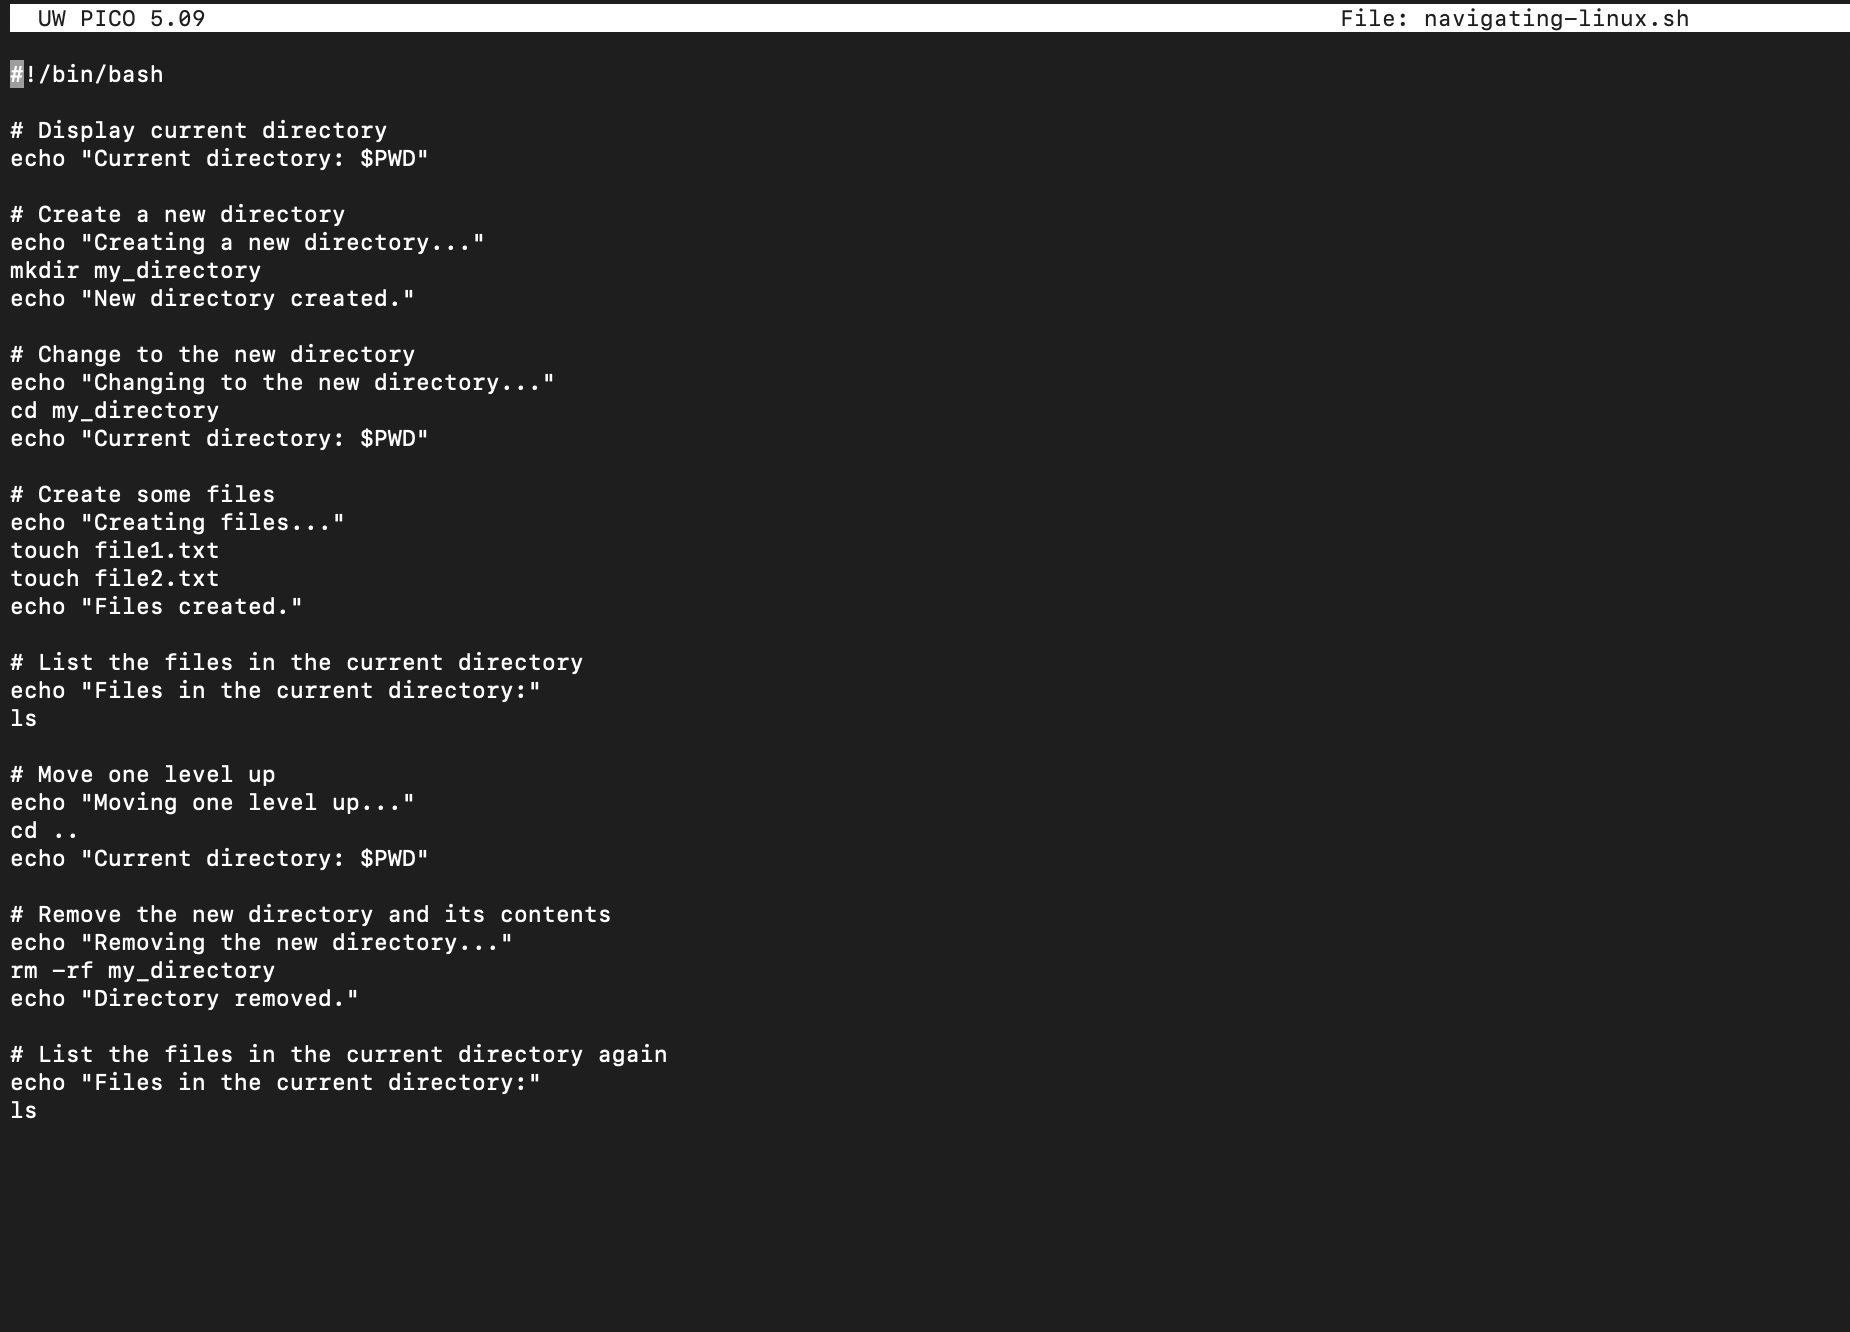 UW PICO 5.09 File: navigating-linux.sh
#!/bin/bash
# Display current directory
echo "Current directory: $PWD"
# Create a new directory
echo "Creating a new directory..."
mkdir my_directory
echo "New directory created."
# Change to the new directory
echo "Changing to the new directory..."
cd my_directory
echo "Current directory: $PWD"
# Create some files
echo "Creating files..."
touch file1.txt
touch file2.txt
echo "Files created."
# List the files in the current directory
echo "Files in the current directory:"
ls
# Move one level up
echo "Moving one level up..."
cd ..
echo "Current directory: $PWD"
# Remove the new directory and its contents
echo "Removing the new directory..."
rm -rf my_directory
echo "Directory removed."
# List the files in the current directory again
echo "Files in the current directory:"
ls